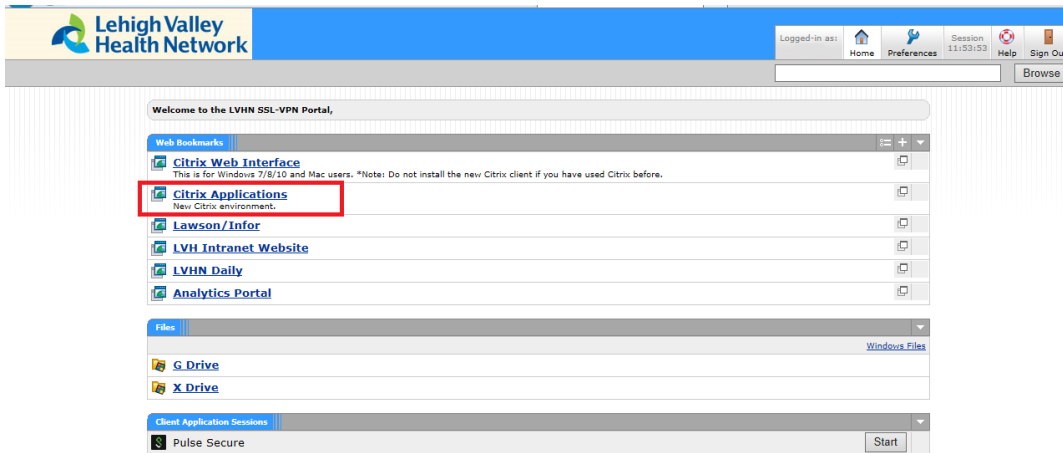 Lehigh Valley
Health Network
Logged-in as:
Home
Preferences
Session
11:53:53
Help
Sign Ou
Browse
Welcome to the LVHN SSL-VPN Portal,
Web Bookmarks
Citrix Web Interface
This is for Windows 7/8/10 and Mac users. *Note: Do not install the new Citrix client if you have used Citrix before.
Citrix Applications
New Citrix environment.
Lawson/Infor
LVH Intranet Website
LVHN Daily
Analytics Portal
Files
Windows Files
G Drive
X Drive
Client Application Sessions
Pulse Secure
Start